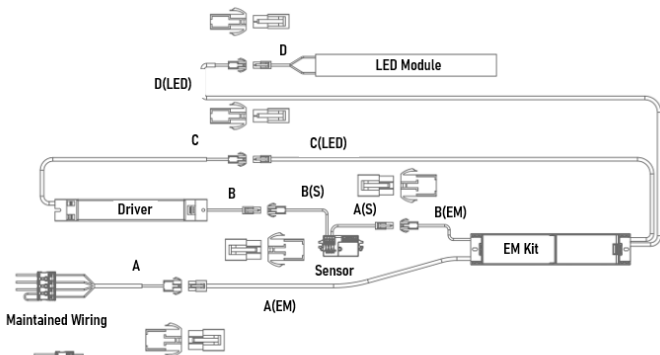 D
LED Module
D(LED)
C
C(LED)
B
B(S)
A(S)
B(EM)
Driver
EM Kit
Sensor
A
A(EM)
Maintained Wiring